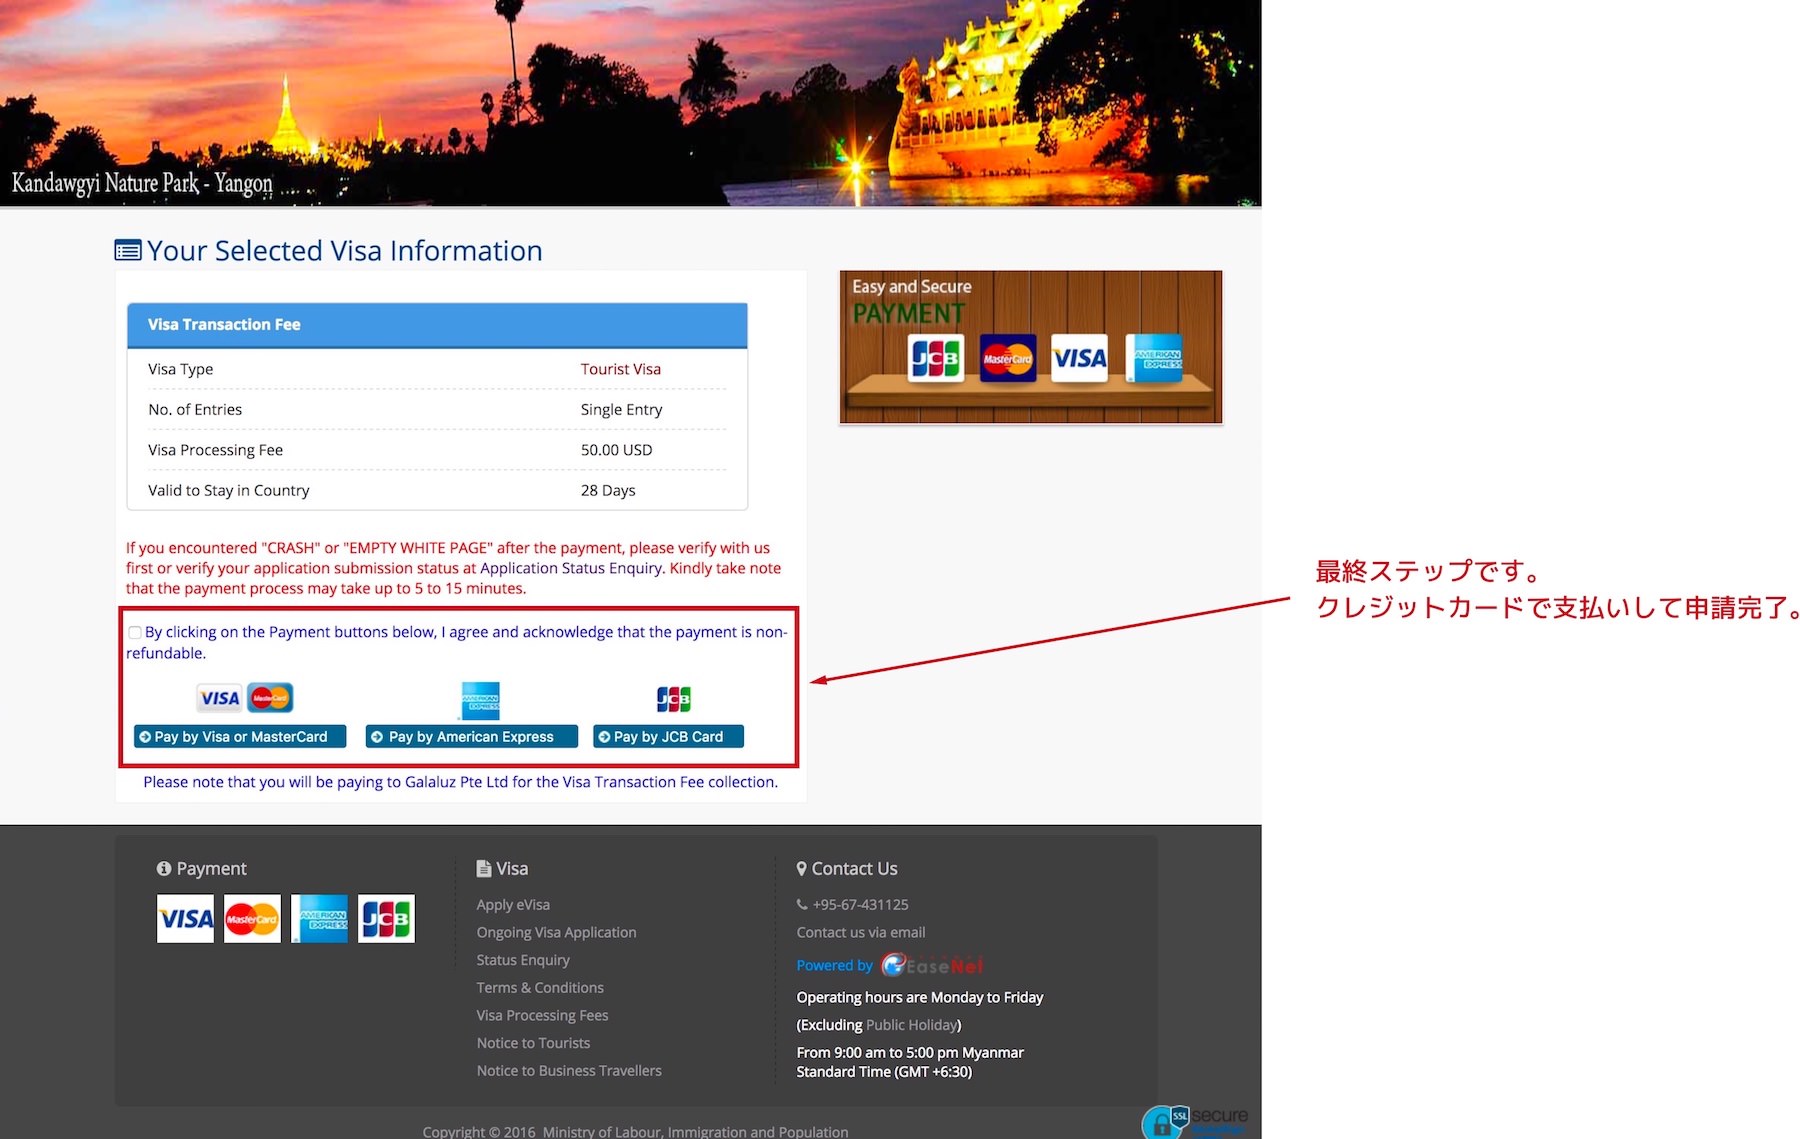 Kandawgyi Nature Park - Yangon
Your Selected Visa Information
Visa Transaction Fee
Visa Type Tourist Visa
No. of Entries Single Entry
Visa Processing Fee 50.00 USD
Valid to Stay in Country 28 Days
If you encountered "CRASH" or "EMPTY WHITE PAGE" after the payment, please verify with us
first or verify your application submission status at Application Status Enquiry. Kindly take note
that the payment process may take up to 5 to 15 minutes.
By clicking on the Payment buttons below, I agree and acknowledge that the payment is non-
refundable.
VISA MasterCard AMERICAN EXPRESS JCB
Pay by Visa or MasterCard Pay by American Express Pay by JCB Card
Please note that you will be paying to Galaluz Pte Ltd for the Visa Transaction Fee collection.
Easy and Secure
PAYMENT
JCB MasterCard VISA AMERICAN EXPRESS
最終ステップです。
クレジットカードで支払いして申請完了。
Payment
VISA MasterCard AMERICAN EXPRESS JCB
Visa
Apply eVisa
Ongoing Visa Application
Status Enquiry
Terms & Conditions
Visa Processing Fees
Notice to Tourists
Notice to Business Travellers
Contact Us
+95-67-431125
Contact us via email
Powered by EaseNet
Operating hours are Monday to Friday
(Excluding Public Holiday)
From 9:00 am to 5:00 pm Myanmar
Standard Time (GMT +6:30)
Copyright © 2016 Ministry of Labour, Immigration and Population
SSL secure